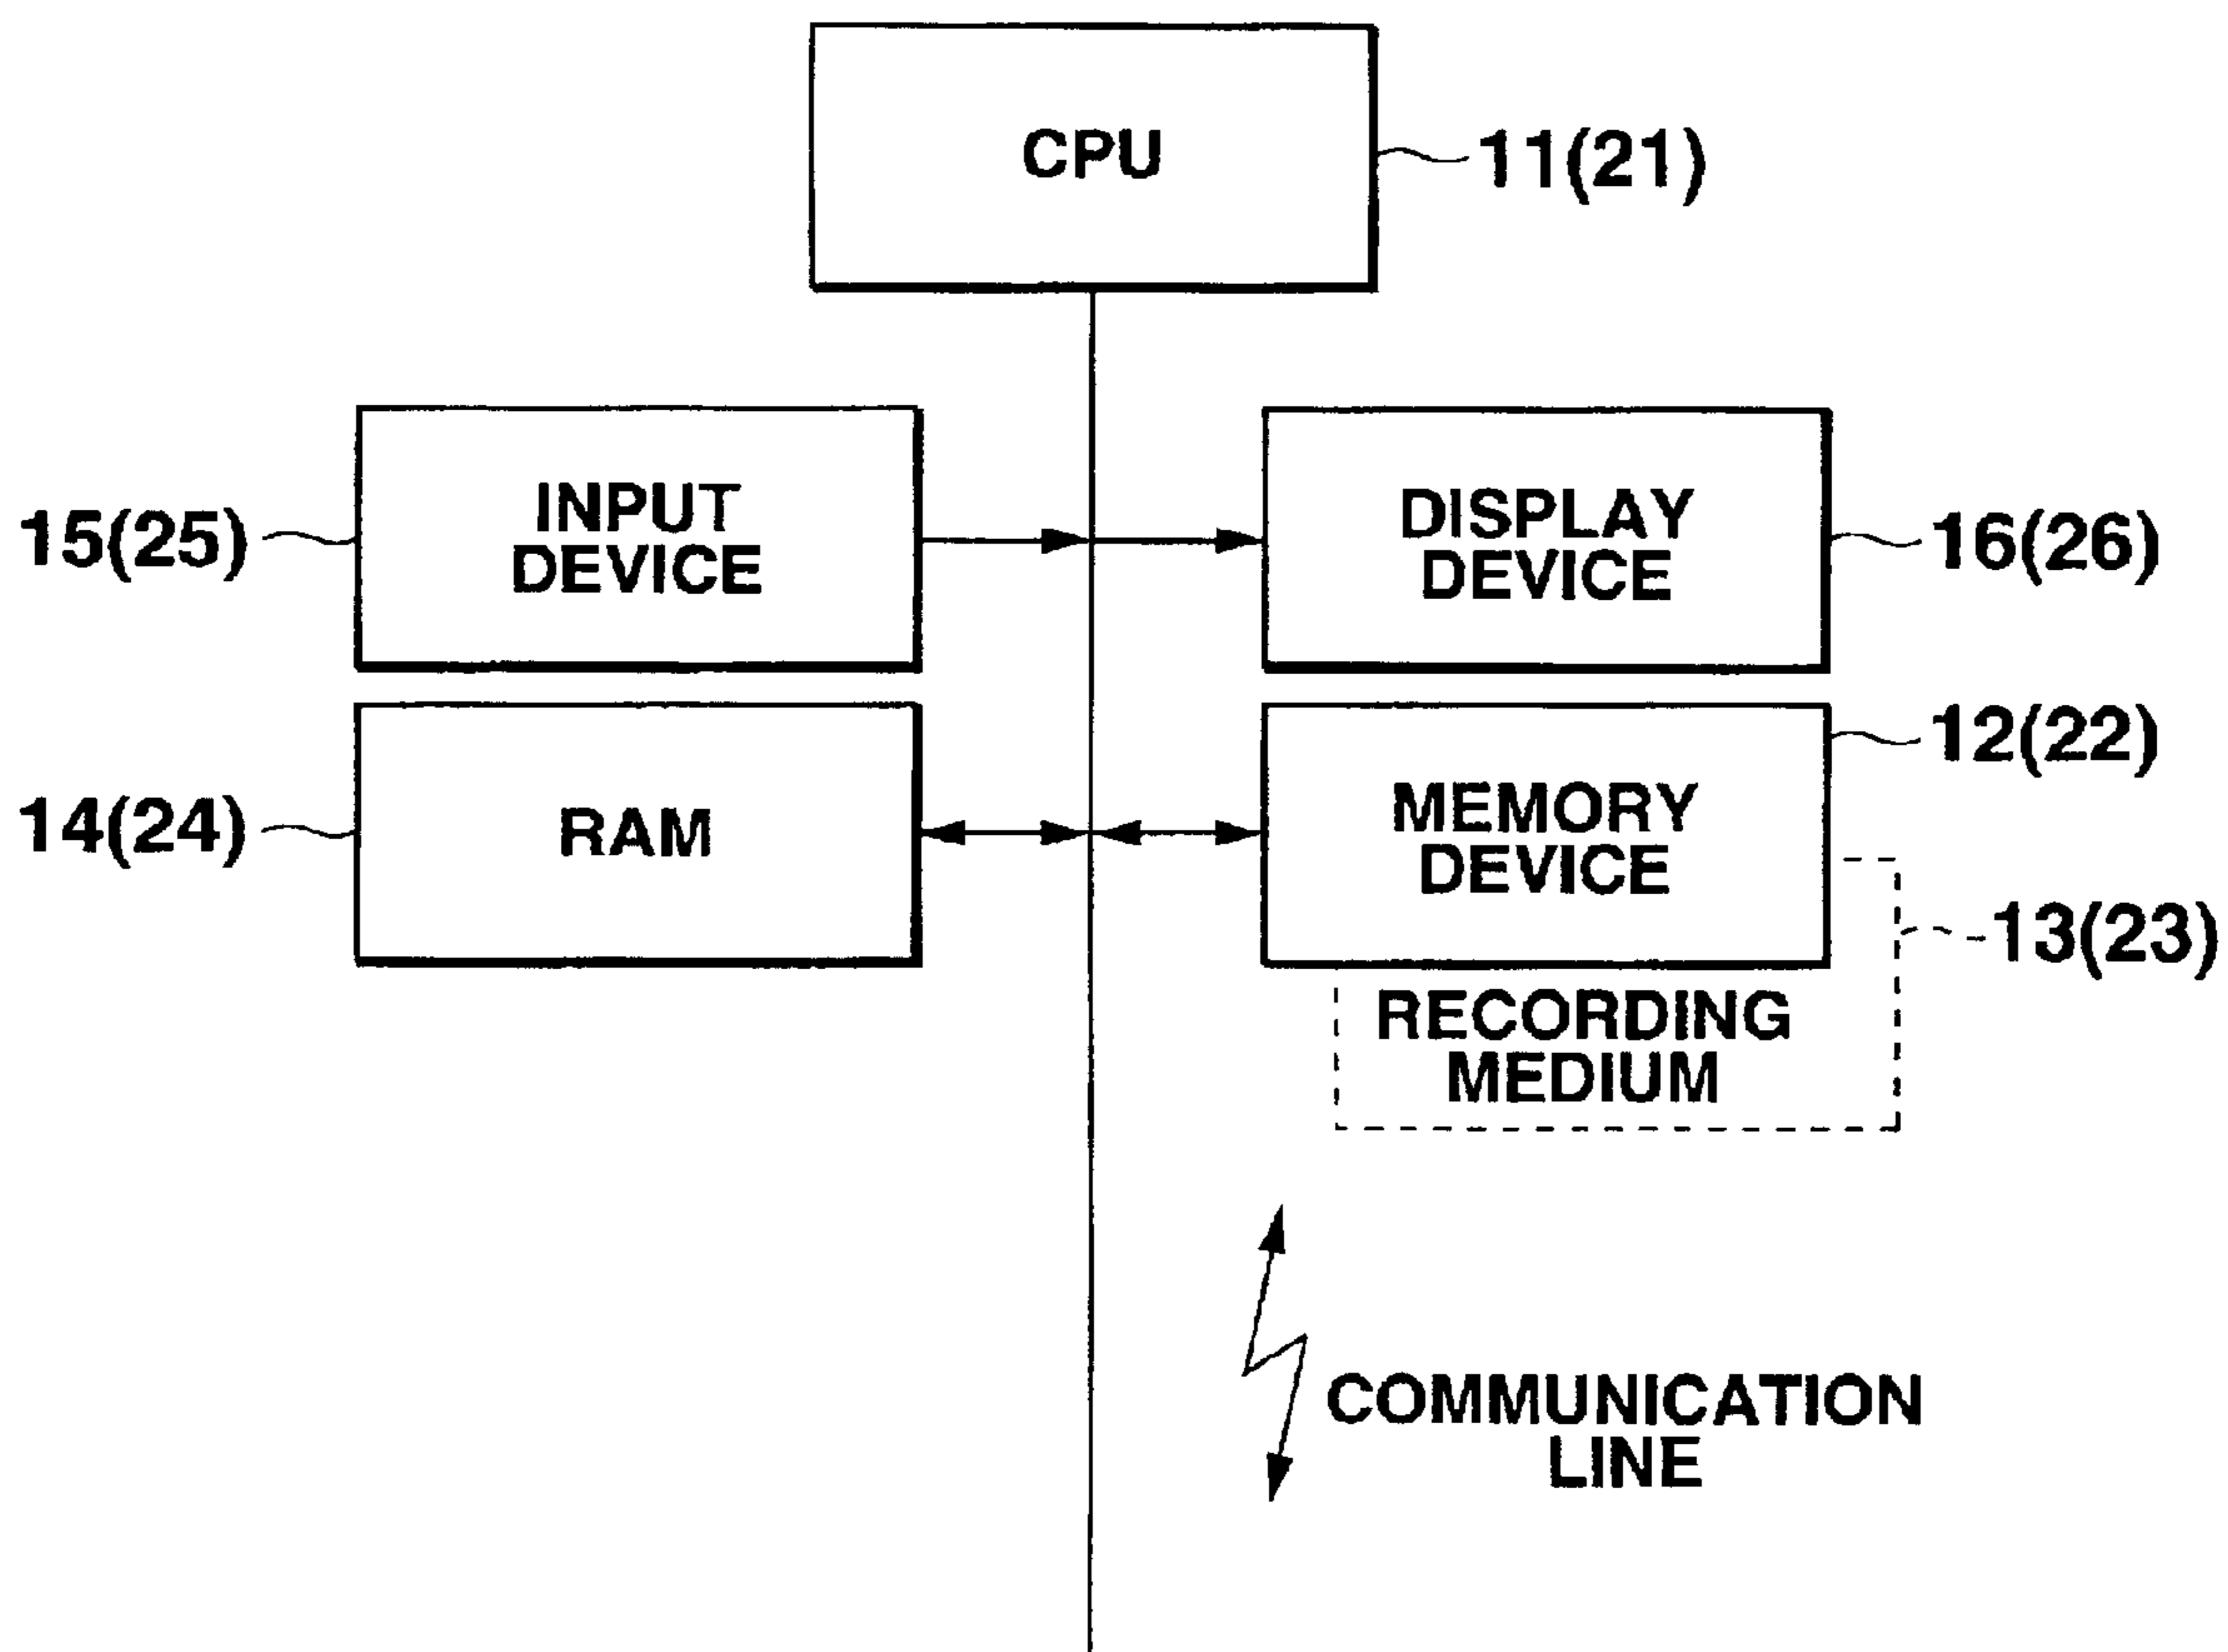 CPU
11(21)
INPUT
DEVICE
15(25)
DISPLAY
DEVICE
16(26)
RAM
14(24)
MEMORY
DEVICE
12(22)
13(23)
RECORDING
MEDIUM
COMMUNICATION
LINE